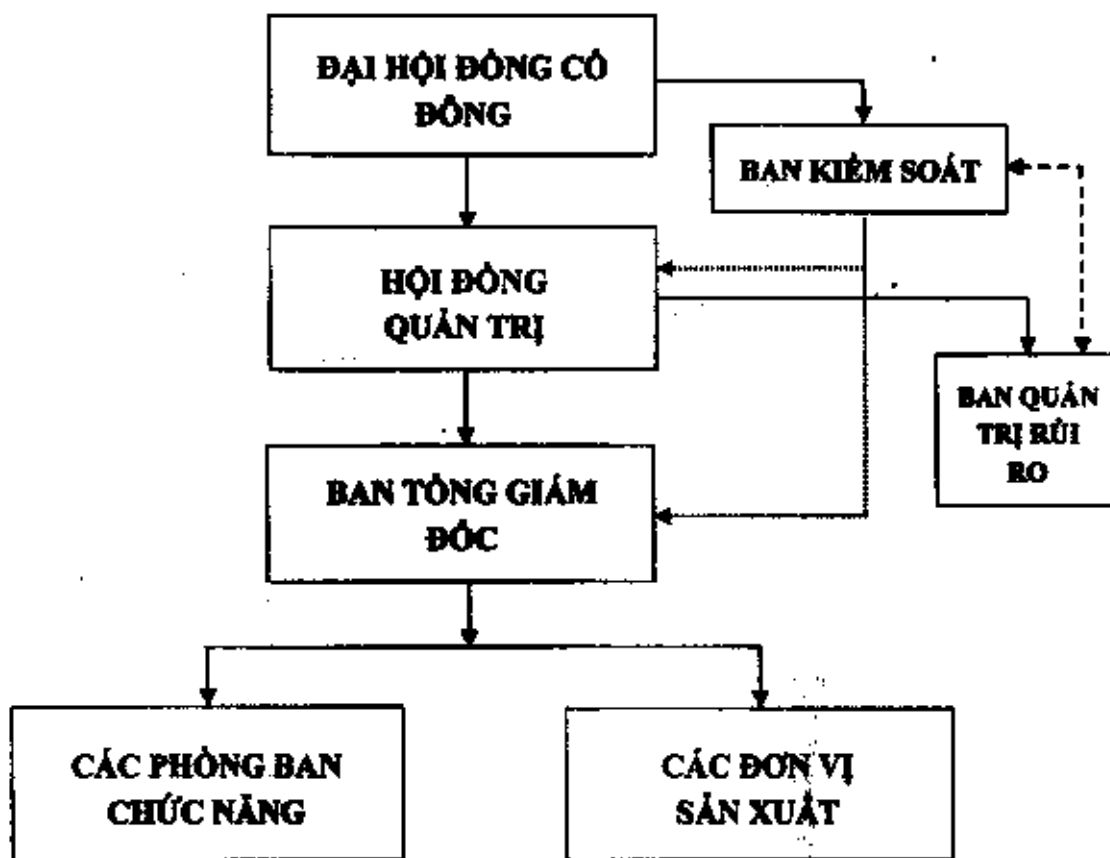 ĐẠI HỘI ĐỒNG CỔ
ĐÔNG
BAN KIỂM SOÁT
HỘI ĐỒNG
QUẢN TRỊ
BAN QUẢN
TRỊ RỦI
RO
BAN TỔNG GIÁM
ĐỐC
CÁC PHÒNG BAN
CHỨC NĂNG
CÁC ĐƠN VỊ
SẢN XUẤT